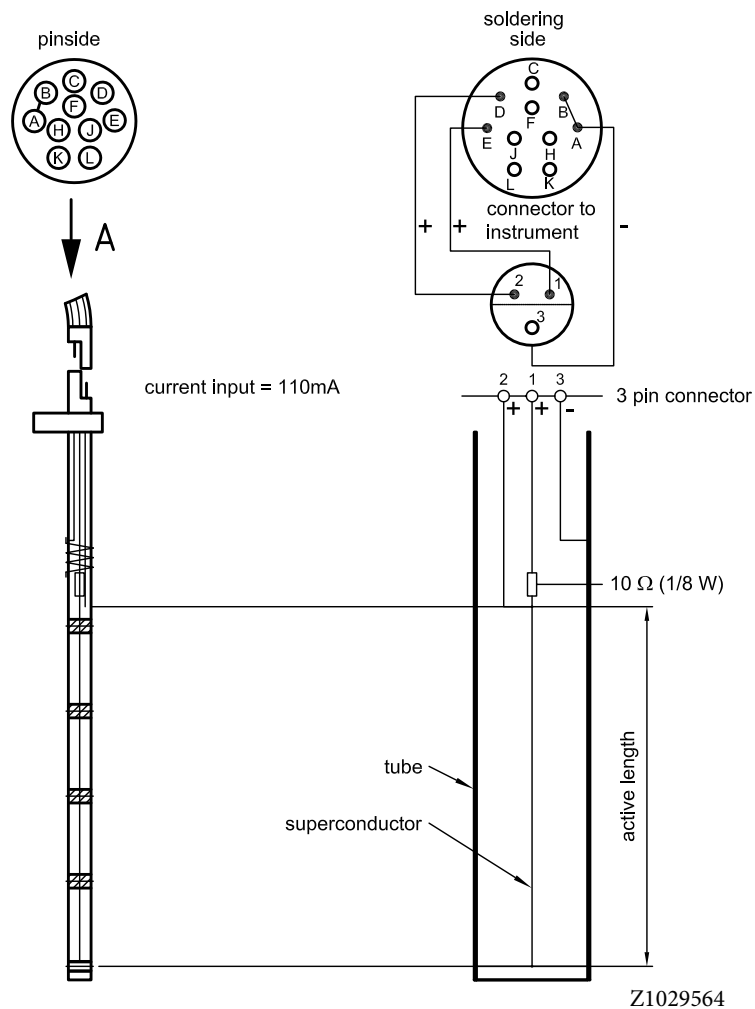 pinside
C
B
D
F
A
E
H
J
K
L
A
current input = 110mA
soldering
side
C
D
B
F
E
A
J
H
L
K
connector to
instrument
+
+
-
2
1
3
2
1
3
3 pin connector
+
+
-
10 Ω (1/8 W)
tube
superconductor
active length
Z1029564